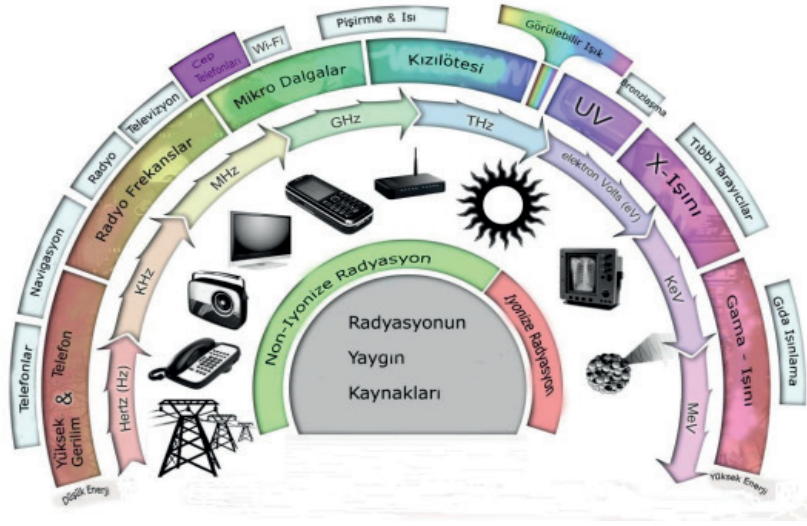 Telefonlar
Navigasyon
Radyo
Televizyon
Cep
Telefonları
Wi-Fi
Pişirme & Isı
Görülebilir Işık
Bronzlaşma
Tıbbi Tarayıcılar
Gıda Işınlama
Yüksek
Gerilim & Telefon
Radyo Frekanslar
Mikro Dalgalar
Kızılötesi
UV
X-Işını
Gama - Işını
Hertz (Hz)
KHz
MHz
GHz
THz
elektron Volts (eV)
KeV
MeV
Non-Iyonize Radyasyon
Iyonize Radyasyon
Radyasyonun
Yaygın
Kaynakları
Düşük Enerji
Yüksek Enerji